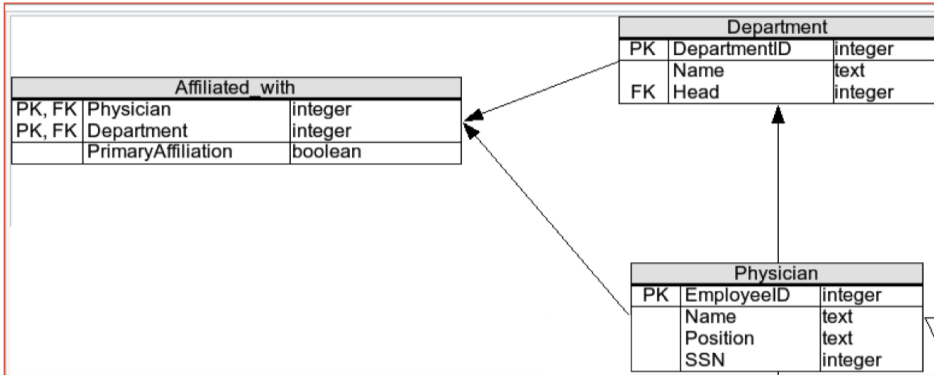 Department
PK DepartmentID integer
Name text
FK Head integer
Affiliated_with
PK, FK Physician integer
PK, FK Department integer
PrimaryAffiliation boolean
Physician
PK EmployeeID integer
Name text
Position text
SSN integer